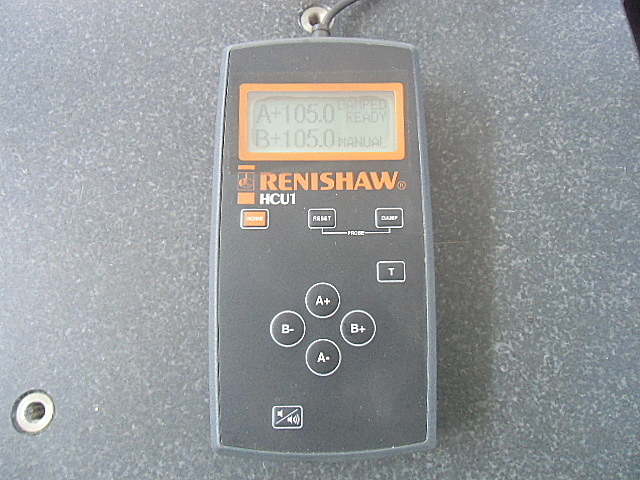 A+105.0 DAMPED
READY
B+105.0 MANUAL
RENISHAW®
HCU1
HOME RESET DAMP
PROBE
T
A+
B- B+
A-